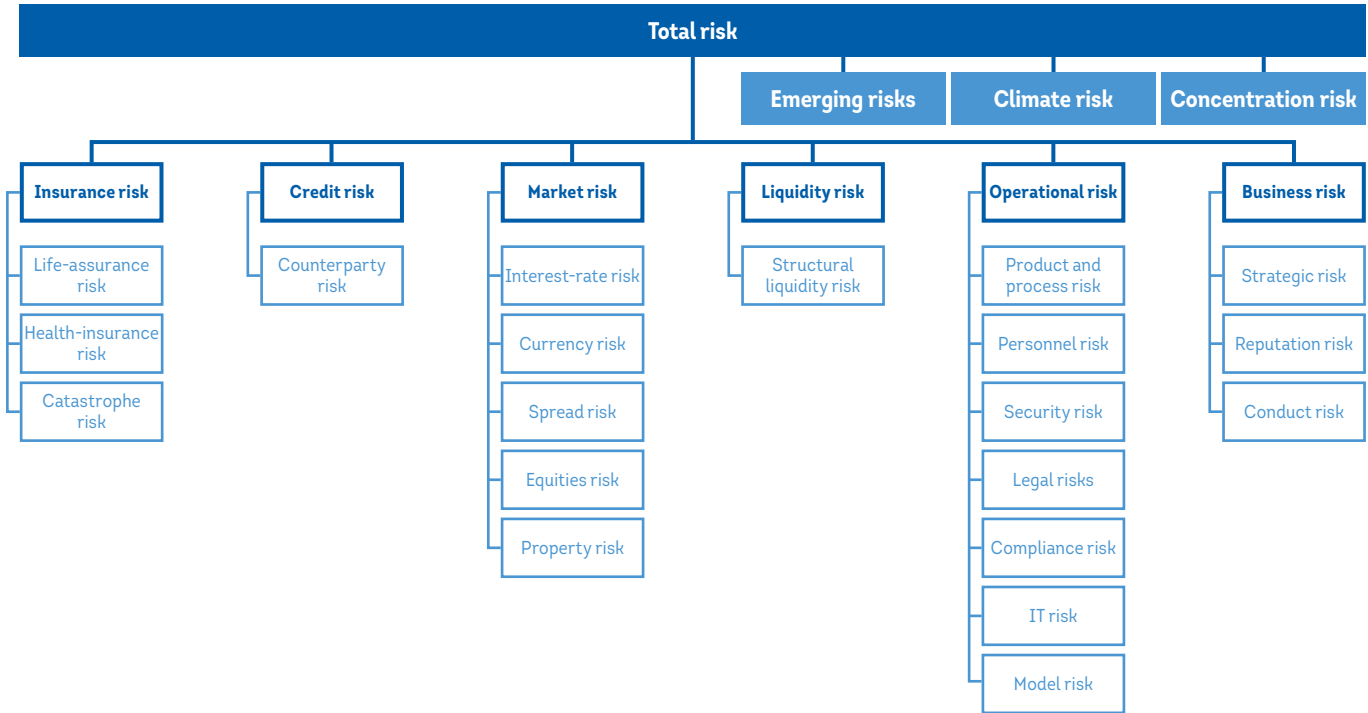 Total risk
Emerging risks
Climate risk
Concentration risk
Insurance risk
Credit risk
Market risk
Liquidity risk
Operational risk
Business risk
Life-assurance
risk
Health-insurance
risk
Catastrophe
risk
Counterparty
risk
Interest-rate risk
Currency risk
Spread risk
Equities risk
Property risk
Structural
liquidity risk
Product and
process risk
Personnel risk
Security risk
Legal risks
Compliance risk
IT risk
Model risk
Strategic risk
Reputation risk
Conduct risk